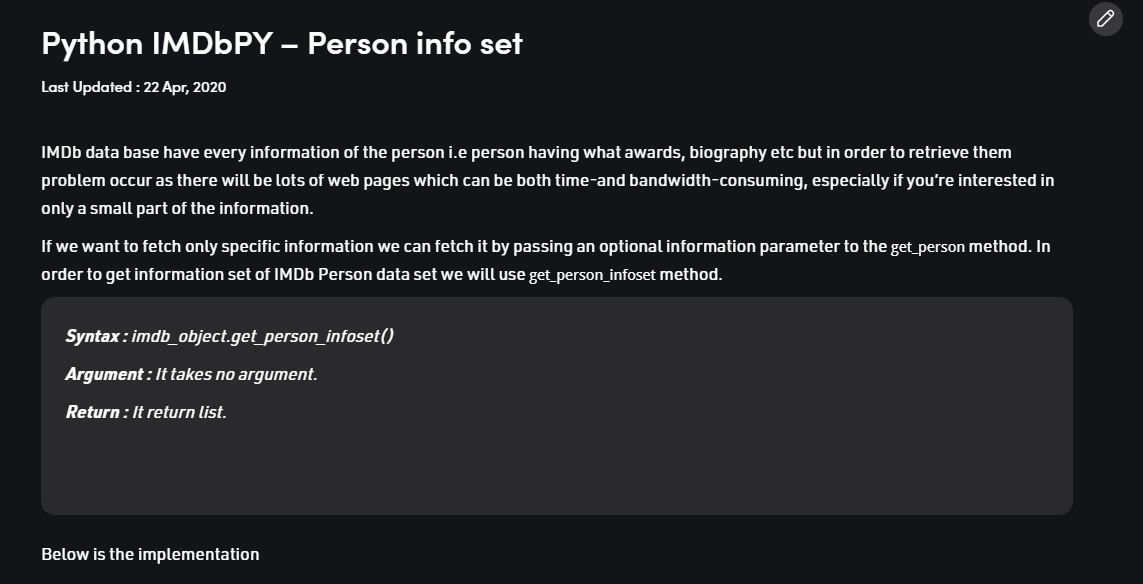 Python IMDbPY – Person info set
Last Updated : 22 Apr, 2020
IMDb data base have every information of the person i.e person having what awards, biography etc but in order to retrieve them
problem occur as there will be lots of web pages which can be both time-and bandwidth-consuming, especially if you’re interested in
only a small part of the information.
If we want to fetch only specific information we can fetch it by passing an optional information parameter to the get_person method. In
order to get information set of IMDb Person data set we will use get_person_infoset method.
Syntax : imdb_object.get_person_infoset()
Argument : It takes no argument.
Return : It return list.
Below is the implementation